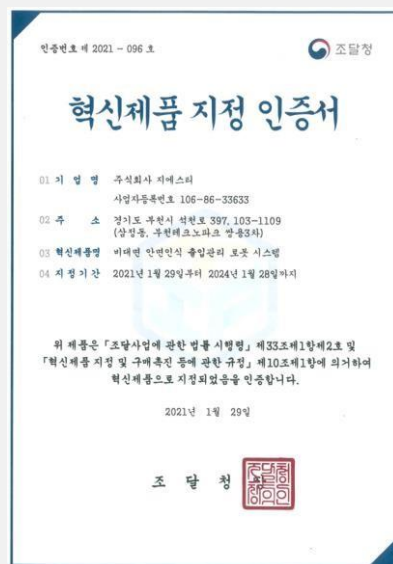 인증번호 제 2021 - 096 호
조달청
혁신제품 지정 인증서
01 기 업 명 주식회사 지에스티
사업자등록번호 106-86-33633
02 주 소 경기도 부천시 석천로 397, 103-1109
(삼정동, 부천테크노파크 쌍용3차)
03 혁신제품명 비대면 안면인식 출입관리 로봇 시스템
04 지정기간 2021년 1월 29일부터 2024년 1월 28일까지
위 제품은 「조달사업에 관한 법률 시행령」 제33조제1항제2호 및
「혁신제품 지정 및 구매촉진 등에 관한 규정」 제10조제1항에 의거하여
혁신제품으로 지정되었음을 인증합니다.
2021년 1월 29일
조 달 청